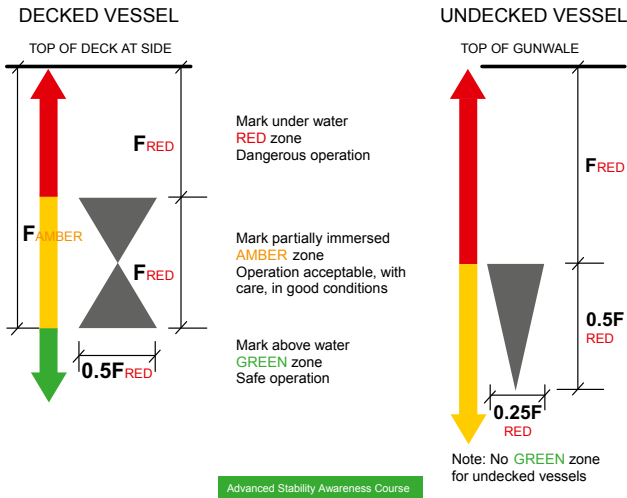 DECKED VESSEL
TOP OF DECK AT SIDE
FRED
FAMBER
FRED
0.5FRED
Mark under water
RED zone
Dangerous operation
Mark partially immersed
AMBER zone
Operation acceptable, with
care, in good conditions
Mark above water
GREEN zone
Safe operation
UNDECKED VESSEL
TOP OF GUNWALE
FRED
0.5F
RED
0.25F
RED
Note: No GREEN zone
for undecked vessels
Advanced Stability Awareness Course